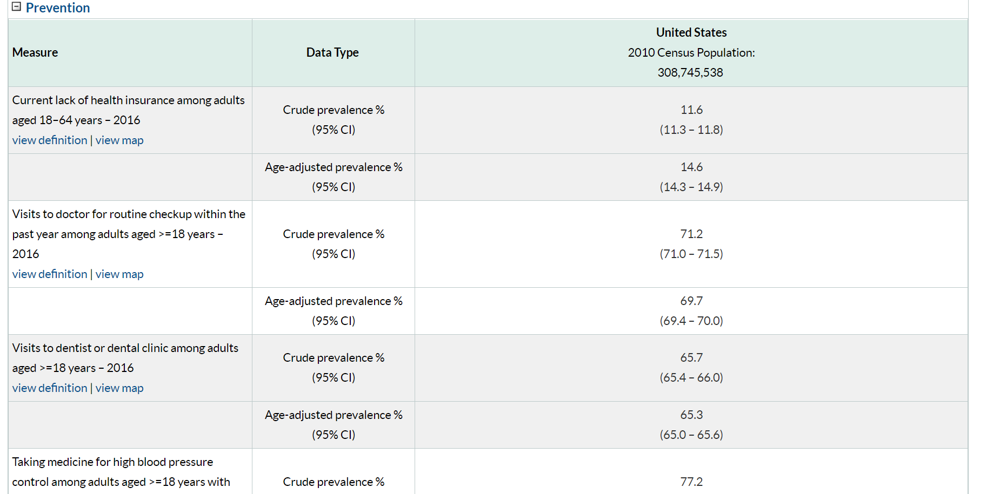 Prevention
Measure
Data Type
United States
2010 Census Population:
308,745,538
Current lack of health insurance among adults
aged 18–64 years – 2016
view definition | view map
Crude prevalence %
(95% CI)
11.6
(11.3 – 11.8)
Age-adjusted prevalence %
(95% CI)
14.6
(14.3 – 14.9)
Visits to doctor for routine checkup within the
past year among adults aged >=18 years –
2016
view definition | view map
Crude prevalence %
(95% CI)
71.2
(71.0 – 71.5)
Age-adjusted prevalence %
(95% CI)
69.7
(69.4 – 70.0)
Visits to dentist or dental clinic among adults
aged >=18 years – 2016
view definition | view map
Crude prevalence %
(95% CI)
65.7
(65.4 – 66.0)
Age-adjusted prevalence %
(95% CI)
65.3
(65.0 – 65.6)
Taking medicine for high blood pressure
control among adults aged >=18 years with
Crude prevalence %
77.2